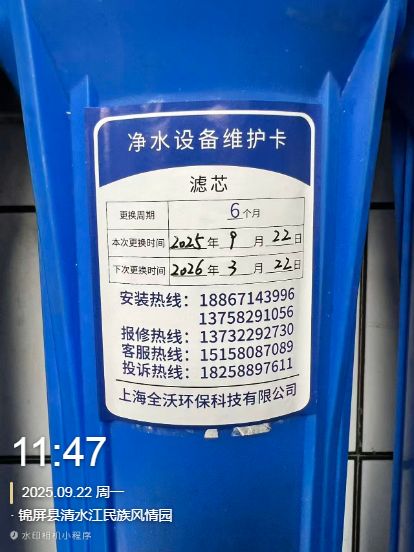 净水设备维护卡
滤芯
更换周期 6个月
本次更换时间 2025年9月22日
下次更换时间 2026年3月22日
安装热线：18867143996
13758291056
报修热线：13732292730
客服热线：15158087089
投诉热线：18258897611
上海全沃环保科技有限公司
11:47
2025.09.22 周一
·锦屏县清水江民族风情园
水印相机小程序